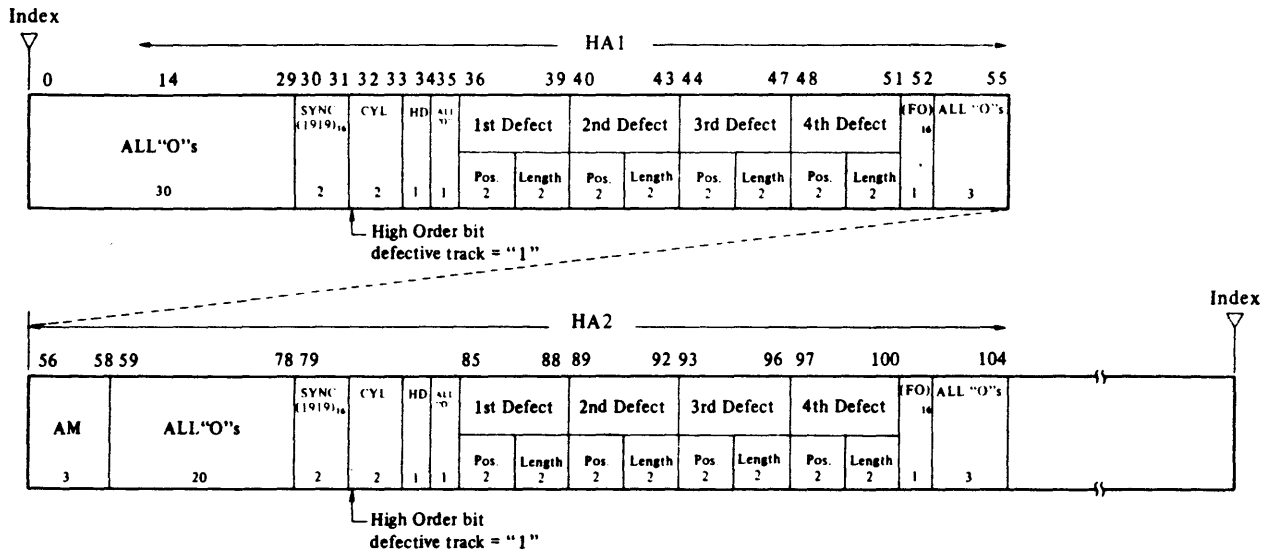 Index
HA1
0 14 29 30 31 32 33 34 35 36 39 40 43 44 47 48 51 52 55
ALL"O"s
30
SYNC
(1919)16
2
CYL
2
HD
1
ALL
"O"
1
1st Defect
Pos.
2
Length
2
2nd Defect
Pos.
2
Length
2
3rd Defect
Pos.
2
Length
2
4th Defect
Pos.
2
Length
2
(FO)
16
1
ALL "O"s
3
High Order bit
defective track = "1"
Index
HA2
56 58 59 78 79 85 88 89 92 93 96 97 100 104
AM
3
ALL"O"s
20
SYNC
(1919)16
2
CYL
2
HD
1
ALL
"O"
1
1st Defect
Pos.
2
Length
2
2nd Defect
Pos.
2
Length
2
3rd Defect
Pos.
2
Length
2
4th Defect
Pos.
2
Length
2
(FO)
16
1
ALL "O"s
3
High Order bit
defective track = "1"